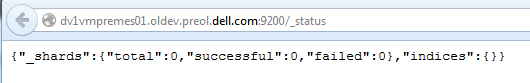 dv1vmpremes01.oldev.preol.dell.com:9200/_status
{"_shards":{"total":0,"successful":0,"failed":0},"indices":{}}